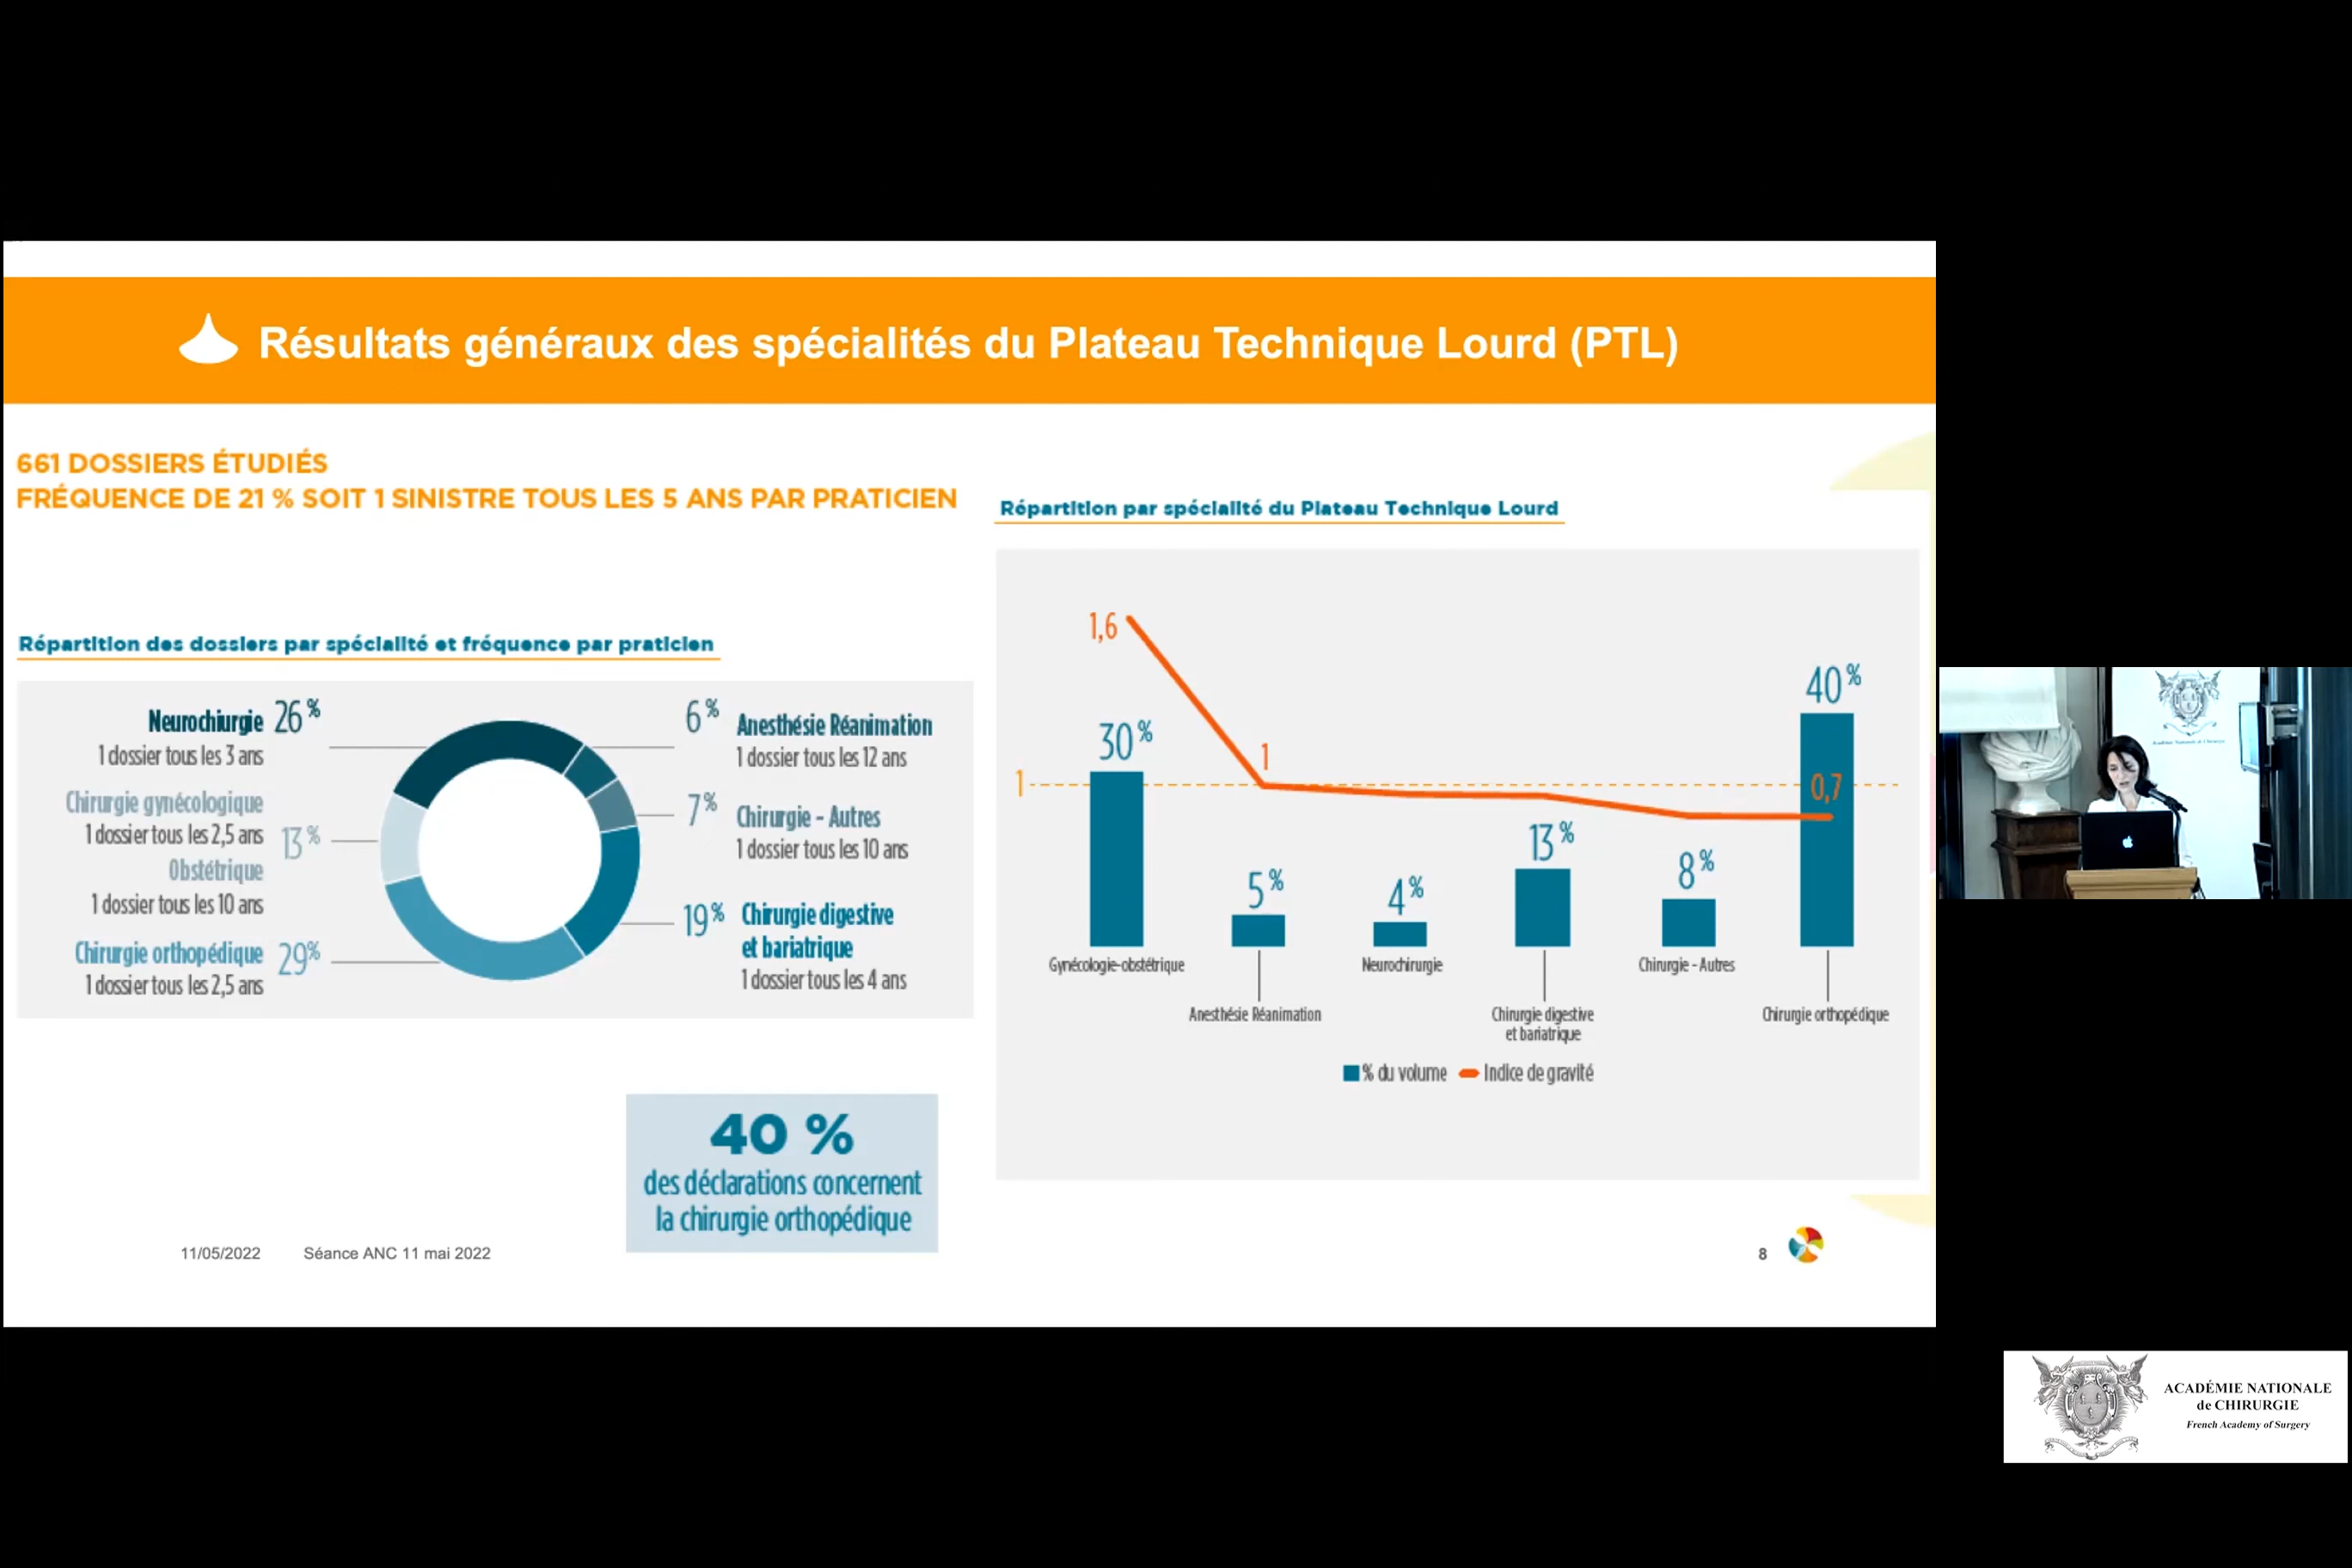 Résultats généraux des spécialités du Plateau Technique Lourd (PTL)
661 DOSSIERS ÉTUDIÉS
FRÉQUENCE DE 21 % SOIT 1 SINISTRE TOUS LES 5 ANS PAR PRATICIEN
Répartition des dossiers par spécialité et fréquence par praticien
Neurochiurgie 26 %
1 dossier tous les 3 ans
Chirurgie gynécologique
1 dossier tous les 2,5 ans 13 %
Obstétrique
1 dossier tous les 10 ans
Chirurgie orthopédique 29 %
1 dossier tous les 2,5 ans
6 % Anesthésie Réanimation
1 dossier tous les 12 ans
7 % Chirurgie - Autres
1 dossier tous les 10 ans
19 % Chirurgie digestive
et bariatrique
1 dossier tous les 4 ans
40 %
des déclarations concernent
la chirurgie orthopédique
Répartition par spécialité du Plateau Technique Lourd
1,6
1
1
0,7
30 %
5 %
4 %
13 %
8 %
40 %
Gynécologie-obstétrique
Anesthésie Réanimation
Neurochirurgie
Chirurgie digestive
et bariatrique
Chirurgie - Autres
Chirurgie orthopédique
% du volume Indice de gravité
11/05/2022 Séance ANC 11 mai 2022
8
ACADÉMIE NATIONALE
de CHIRURGIE
French Academy of Surgery